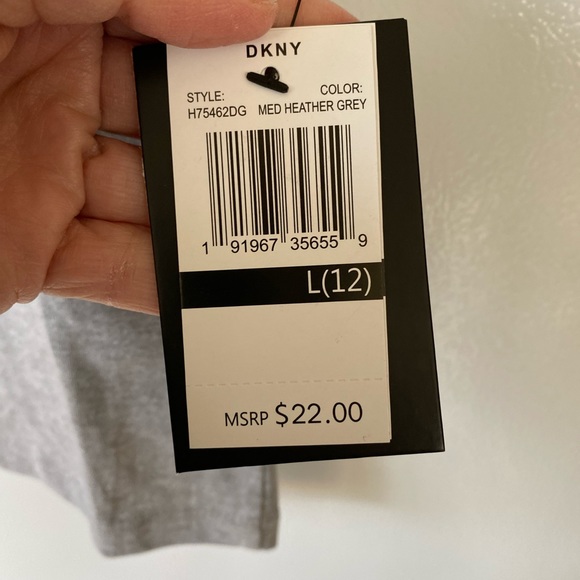 DKNY
STYLE: COLOR:
H75462DG MED HEATHER GREY
1 91967 35655 9
L(12)
MSRP $22.00